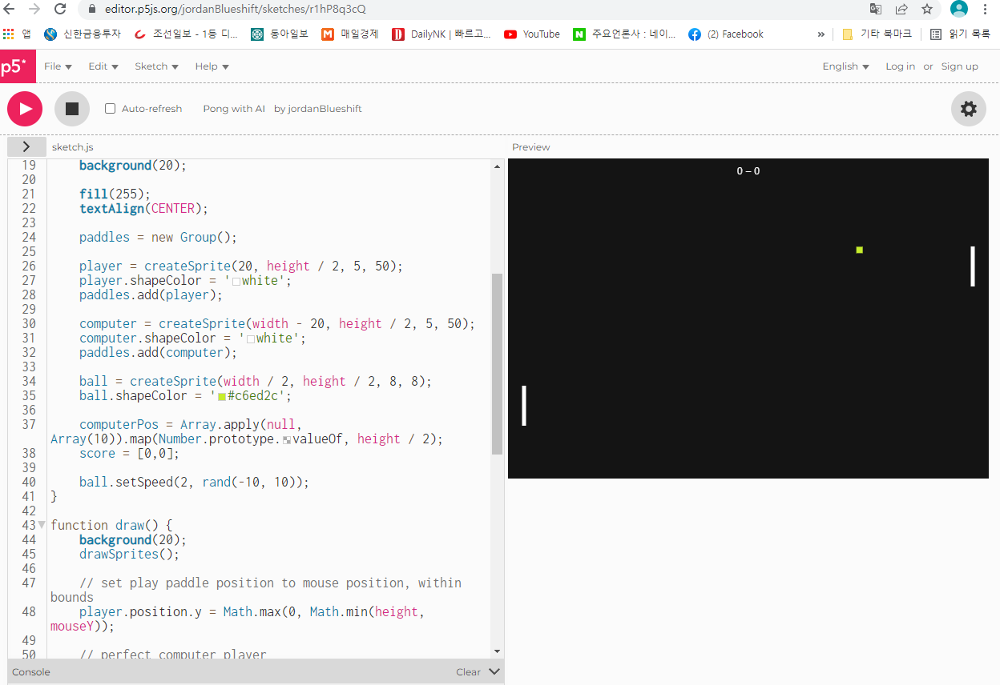 editor.p5js.org/jordanBlueshift/sketches/r1hP8q3cQ
앱 신한금융투자 조선일보 - 1등 디... 동아일보 매일경제 DailyNK | 빠르고... YouTube 주요언론사 : 네이... (2) Facebook » 기타 북마크 읽기 목록
p5* File Edit Sketch Help English Log in or Sign up
Auto-refresh Pong with AI by jordanBlueshift
sketch.js
Preview
19 background(20);
20
21 fill(255);
22 textAlign(CENTER);
23
24 paddles = new Group();
25
26 player = createSprite(20, height / 2, 5, 50);
27 player.shapeColor = 'white';
28 paddles.add(player);
29
30 computer = createSprite(width - 20, height / 2, 5, 50);
31 computer.shapeColor = 'white';
32 paddles.add(computer);
33
34 ball = createSprite(width / 2, height / 2, 8, 8);
35 ball.shapeColor = '#c6ed2c';
36
37 computerPos = Array.apply(null,
Array(10)).map(Number.prototype.valueOf, height / 2);
38 score = [0,0];
39
40 ball.setSpeed(2, rand(-10, 10));
41 }
42
43 function draw() {
44 background(20);
45 drawSprites();
46
47 // set play paddle position to mouse position, within
bounds
48 player.position.y = Math.max(0, Math.min(height,
mouseY));
49
50 // perfect computer player
Console Clear
0 – 0